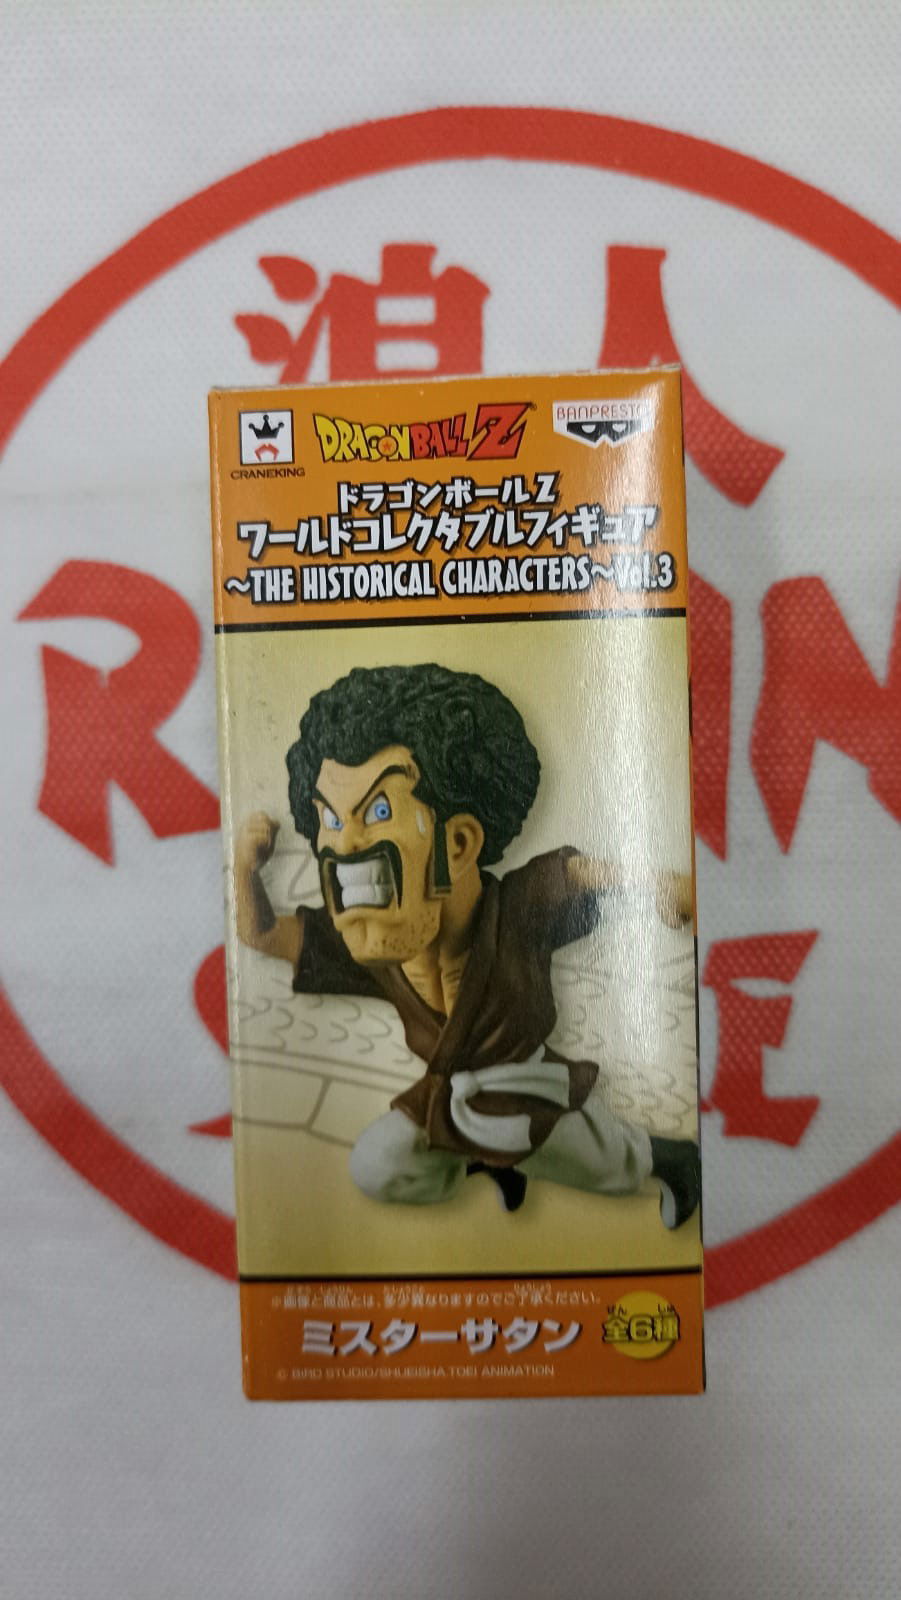 浪人
CRANEKING
DRAGONBALL Z
BANPRESTO
ドラゴンボールZ
ワールドコレクタブルフィギュア
~THE HISTORICAL CHARACTERS~Vol.3
※画像と商品とは、多少異なりますのでご了承ください。
ミスターサタン
全6種
© BIRD STUDIO/SHUEISHA,TOEI ANIMATION